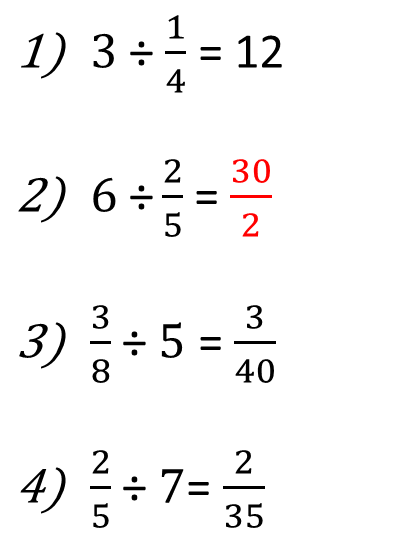 1) 3 ÷ 1/4 = 12
2) 6 ÷ 2/5 = 30/2
3) 3/8 ÷ 5 = 3/40
4) 2/5 ÷ 7= 2/35